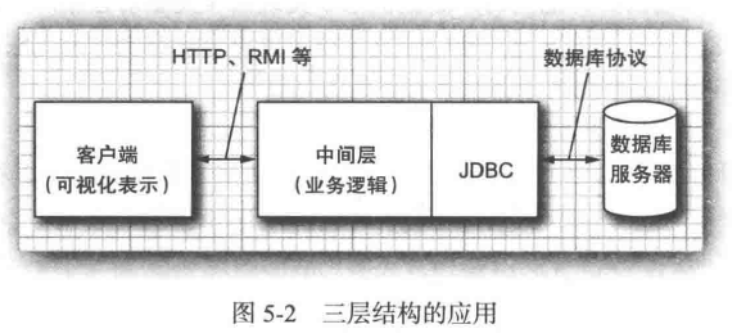 HTTP、RMI 等
数据库协议
客户端
（可视化表示）
中间层
（业务逻辑）
JDBC
数据库
服务器
图 5-2 三层结构的应用